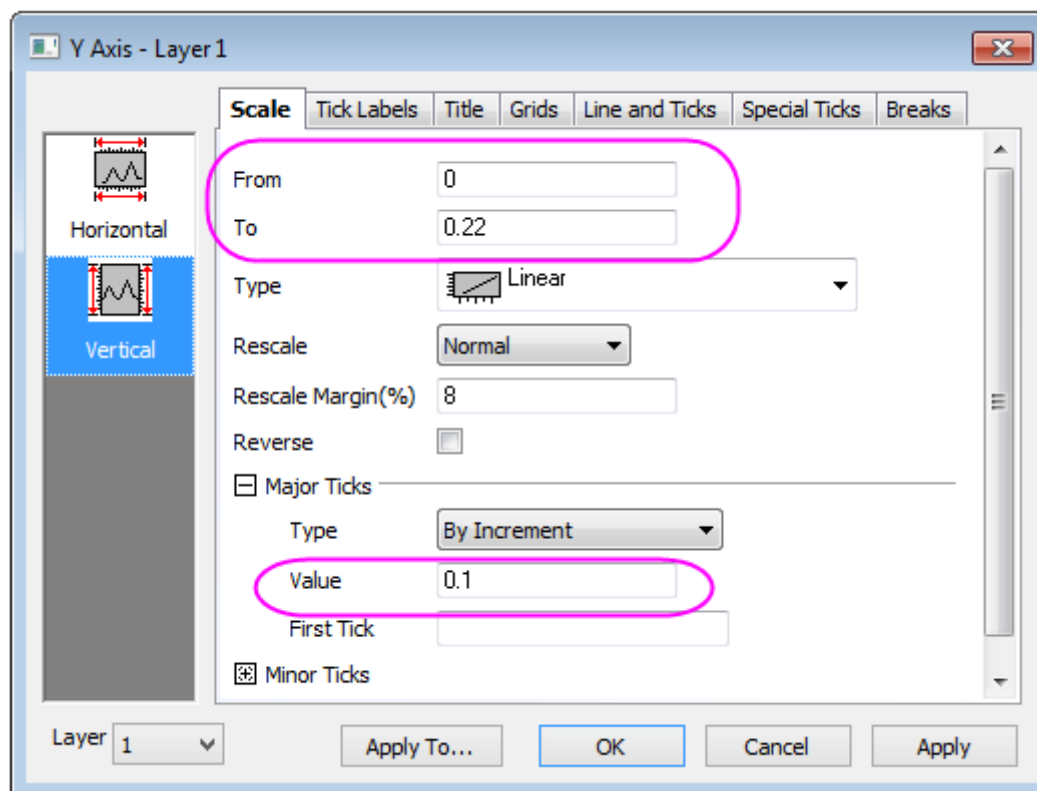 Y Axis - Layer 1
Scale Tick Labels Title Grids Line and Ticks Special Ticks Breaks
Horizontal
Vertical
From 0
To 0.22
Type Linear
Rescale Normal
Rescale Margin(%) 8
Reverse
Major Ticks
Type By Increment
Value 0.1
First Tick
Minor Ticks
Layer 1 Apply To... OK Cancel Apply